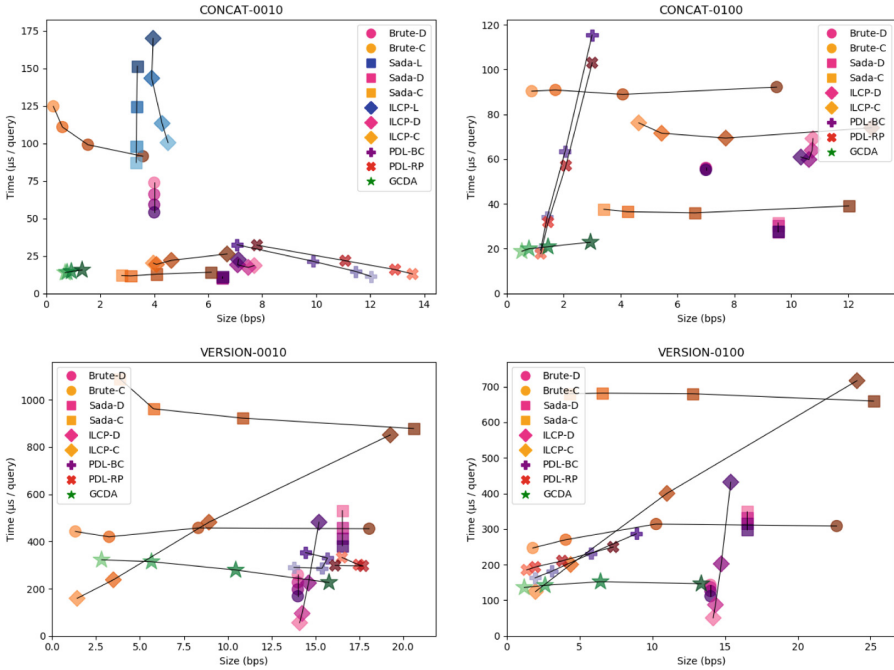 CONCAT-0010
175
150
125
100
75
50
25
0
Time (μs / query)
0
2
4
6
8
10
12
14
Size (bps)
Brute-D
Brute-C
Sada-L
Sada-D
Sada-C
ILCP-L
ILCP-D
ILCP-C
PDL-BC
PDL-RP
GCDA
CONCAT-0100
120
100
80
60
40
20
0
Time (μs / query)
0
2
4
6
8
10
12
Size (bps)
Brute-D
Brute-C
Sada-D
Sada-C
ILCP-D
ILCP-C
PDL-BC
PDL-RP
GCDA
VERSION-0010
1000
800
600
400
200
0
Time (μs / query)
0.0
2.5
5.0
7.5
10.0
12.5
15.0
17.5
20.0
Size (bps)
Brute-D
Brute-C
Sada-D
Sada-C
ILCP-D
ILCP-C
PDL-BC
PDL-RP
GCDA
VERSION-0100
700
600
500
400
300
200
100
0
Time (μs / query)
0
5
10
15
20
25
Size (bps)
Brute-D
Brute-C
Sada-D
Sada-C
ILCP-D
ILCP-C
PDL-BC
PDL-RP
GCDA